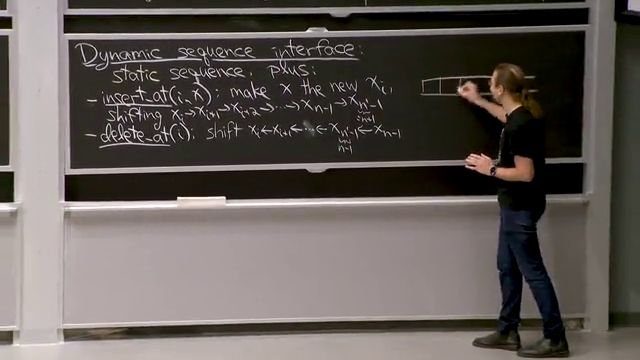 Dynamic sequence interface:
static sequence, plus:
- insert_at(i, x): make x the new xi,
shifting xi → xi+1 → xi+2 → ... → xn-1 → xn'-1
- delete_at(i): shift xi ← xi+1 ← ... ← xn'-1 ← xn-1
n-1